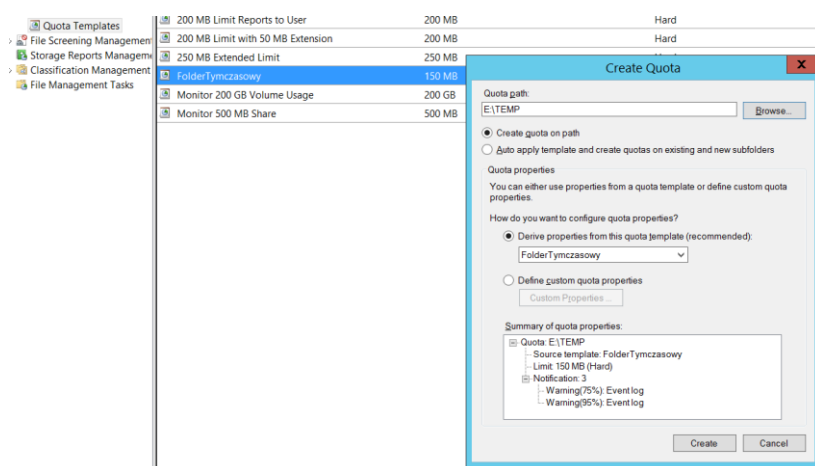 Quota Templates
File Screening Managemen
Storage Reports Manageme
Classification Management
File Management Tasks
200 MB Limit Reports to User 200 MB Hard
200 MB Limit with 50 MB Extension 200 MB Hard
250 MB Extended Limit 250 MB
FolderTymczasowy 150 MB
Monitor 200 GB Volume Usage 200 GB
Monitor 500 MB Share 500 MB
Create Quota
x
Quota path:
E:\TEMP Browse...
Create quota on path
Auto apply template and create quotas on existing and new subfolders
Quota properties
You can either use properties from a quota template or define custom quota
properties.
How do you want to configure quota properties?
Derive properties from this quota template (recommended):
FolderTymczasowy
Define custom quota properties
Custom Properties ...
Summary of quota properties:
Quota: E:\TEMP
Source template: FolderTymczasowy
Limit: 150 MB (Hard)
Notification: 3
Warning(75%): Event log
Warning(95%): Event log
Create Cancel